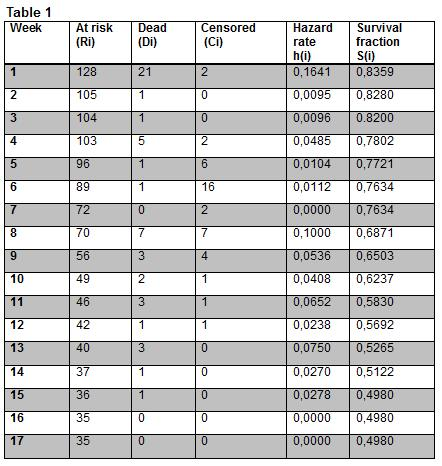 Table 1
Week At risk (Ri) Dead (Di) Censored (Ci) Hazard rate h(i) Survival fraction S(i)
1 128 21 2 0,1641 0,8359
2 105 1 0 0,0095 0,8280
3 104 1 0 0,0096 0.8200
4 103 5 2 0,0485 0,7802
5 96 1 6 0,0104 0,7721
6 89 1 16 0,0112 0,7634
7 72 0 2 0,0000 0,7634
8 70 7 7 0,1000 0,6871
9 56 3 4 0,0536 0,6503
10 49 2 1 0,0408 0,6237
11 46 3 1 0,0652 0,5830
12 42 1 1 0,0238 0,5692
13 40 3 0 0,0750 0,5265
14 37 1 0 0,0270 0,5122
15 36 1 0 0,0278 0,4980
16 35 0 0 0,0000 0,4980
17 35 0 0 0,0000 0,4980